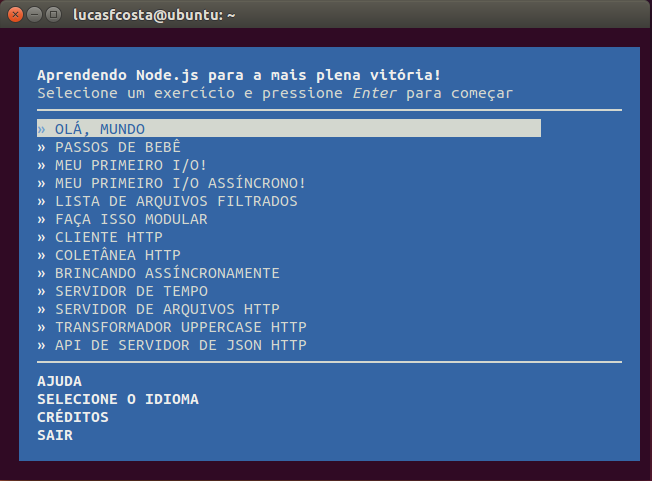 lucasfcosta@ubuntu: ~
Aprendendo Node.js para a mais plena vitória!
Selecione um exercício e pressione Enter para começar
» OLÁ, MUNDO
» PASSOS DE BEBÊ
» MEU PRIMEIRO I/O!
» MEU PRIMEIRO I/O ASSÍNCRONO!
» LISTA DE ARQUIVOS FILTRADOS
» FAÇA ISSO MODULAR
» CLIENTE HTTP
» COLETÂNEA HTTP
» BRINCANDO ASSÍNCRONAMENTE
» SERVIDOR DE TEMPO
» SERVIDOR DE ARQUIVOS HTTP
» TRANSFORMADOR UPPERCASE HTTP
» API DE SERVIDOR DE JSON HTTP
AJUDA
SELECIONE O IDIOMA
CRÉDITOS
SAIR